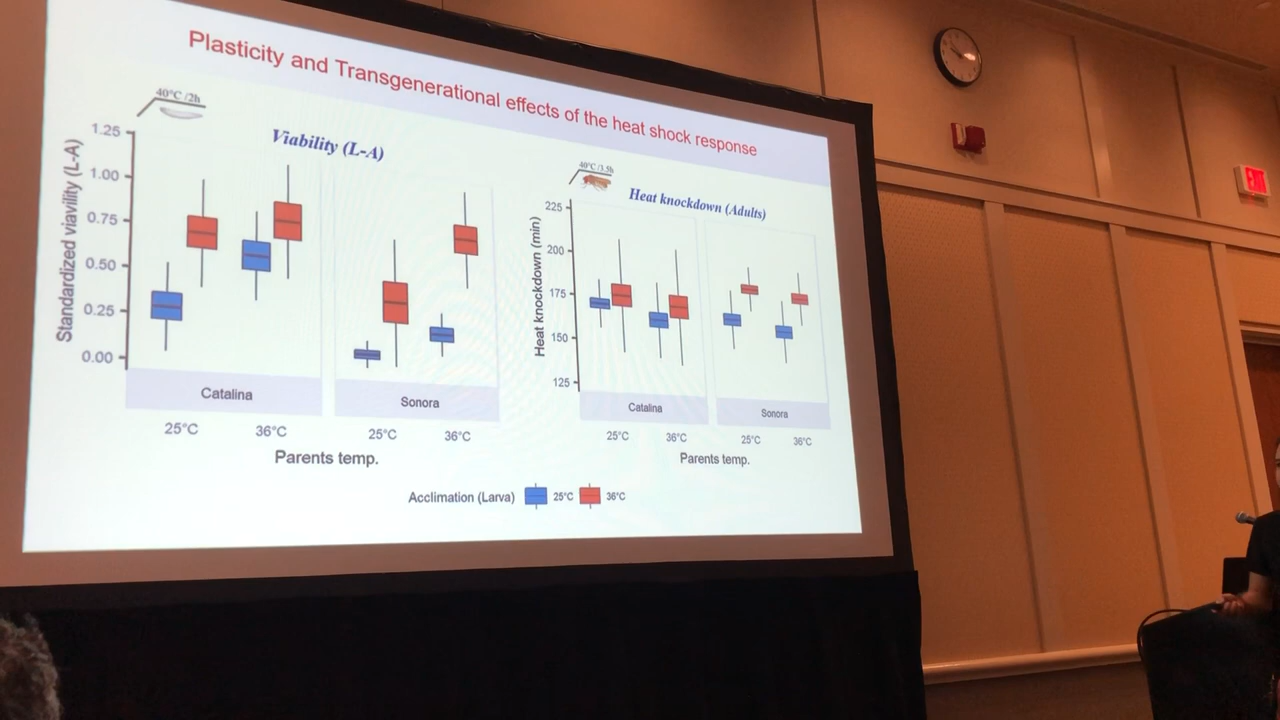 Plasticity and Transgenerational effects of the heat shock response
40°C /2h
Viability (L-A)
Standardized viavility (L-A)
1.25
1.00
0.75
0.50
0.25
0.00
Catalina
Sonora
25°C
36°C
25°C
36°C
Parents temp.
40°C /3.5h
Heat knockdown (Adults)
Heat knockdown (min)
225
200
175
150
125
Catalina
Sonora
25°C
36°C
25°C
36°C
Parents temp.
Acclimation (Larva) 25°C 36°C